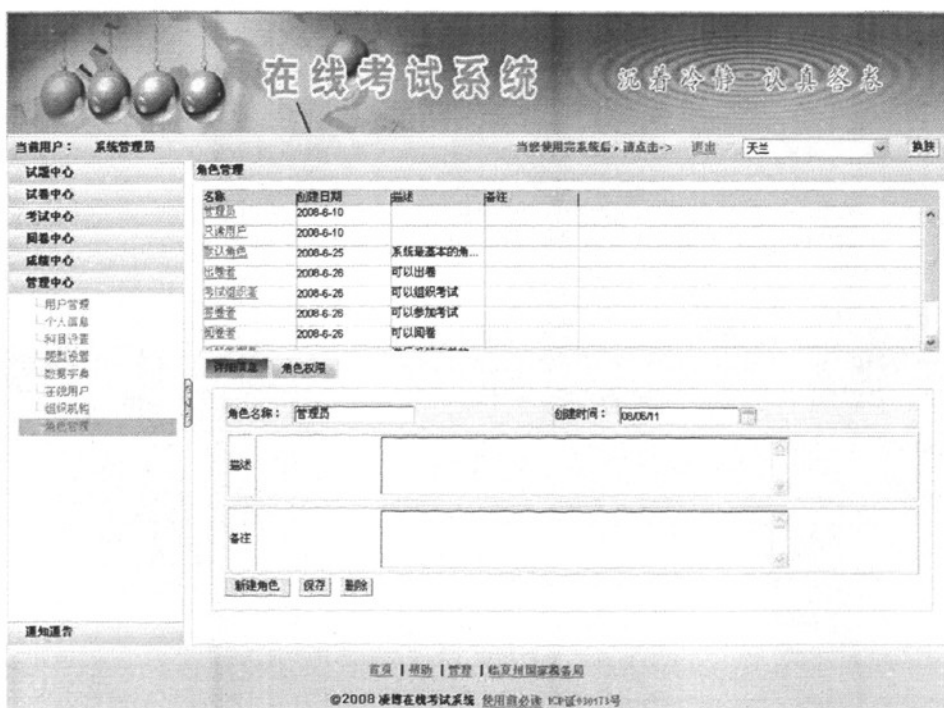 在线考试系统 沉着冷静 认真答卷
当前用户： 系统管理员 当您使用完系统后，请点击-> 退出 天兰 换肤
试题中心
试卷中心
考试中心
阅卷中心
成绩中心
管理中心
用户管理
个人信息
科目设置
题型设置
数据字典
在线用户
组织机构
角色管理
通知通告
角色管理
名称 创建日期 描述 备注
管理员 2008-6-10
只读用户 2008-6-10
默认角色 2008-6-25 系统最基本的角...
出卷者 2008-6-26 可以出卷
考试组织者 2008-6-26 可以组织考试
答卷者 2008-6-26 可以参加考试
阅卷者 2008-6-26 可以阅卷
详细信息 角色权限
角色名称： 管理员 创建时间： 08/06/11
描述
备注
新建角色 保存 删除
首页 | 帮助 | 管理 | 临夏州国家税务局
©2008 凌博在线考试系统 使用前必读